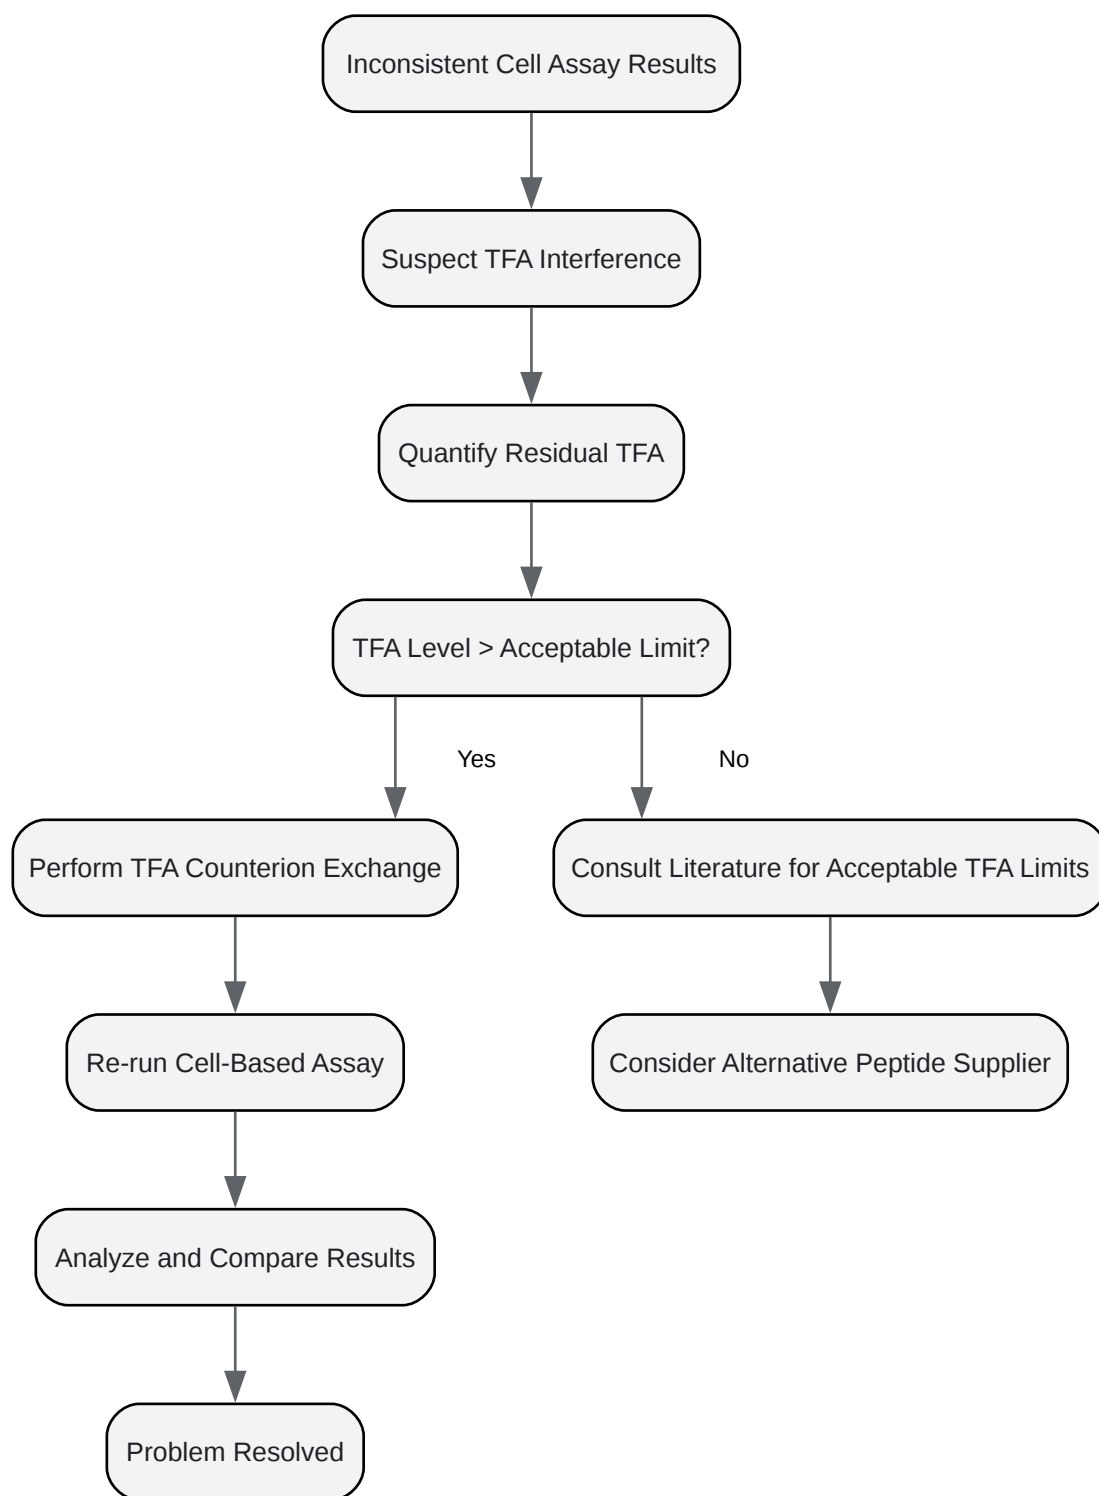 Inconsistent Cell Assay Results
Suspect TFA Interference
Quantify Residual TFA
TFA Level > Acceptable Limit?
Yes
No
Perform TFA Counterion Exchange
Consult Literature for Acceptable TFA Limits
Re-run Cell-Based Assay
Consider Alternative Peptide Supplier
Analyze and Compare Results
Problem Resolved